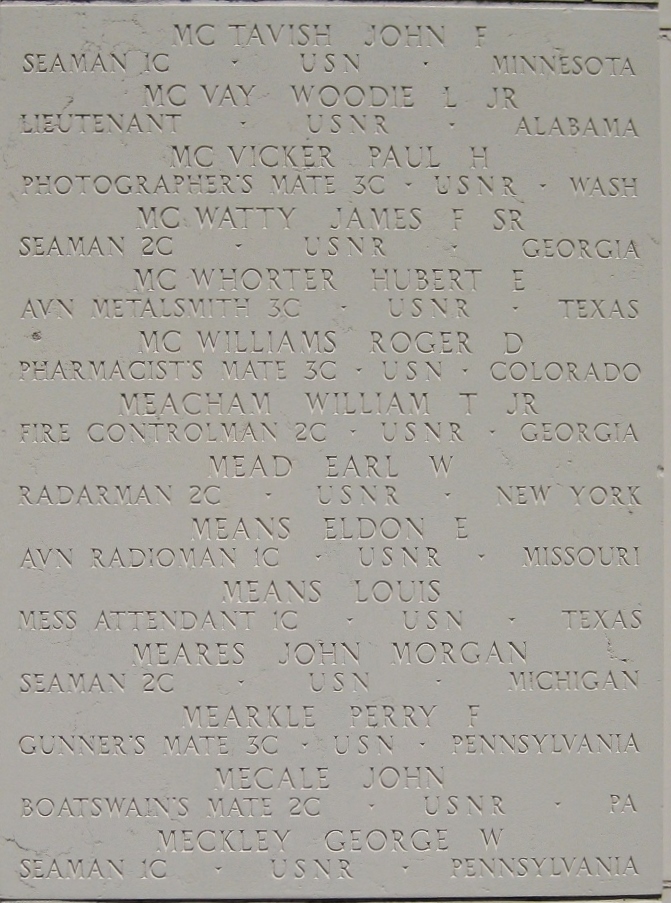 MC TAVISH JOHN F
SEAMAN 1C · USN · MINNESOTA
MC VAY WOODIE L JR
LIEUTENANT · USNR · ALABAMA
MC VICKER PAUL H
PHOTOGRAPHER'S MATE 3C · USNR · WASH
MC WATTY JAMES F SR
SEAMAN 2C · USNR · GEORGIA
MC WHORTER HUBERT E
AVN METALSMITH 3C · USNR · TEXAS
MC WILLIAMS ROGER D
PHARMACIST'S MATE 3C · USN · COLORADO
MEACHAM WILLIAM T JR
FIRE CONTROLMAN 2C · USNR · GEORGIA
MEAD EARL W
RADARMAN 2C · USNR · NEW YORK
MEANS ELDON E
AVN RADIOMAN 1C · USNR · MISSOURI
MEANS LOUIS
MESS ATTENDANT 1C · USN · TEXAS
MEARES JOHN MORGAN
SEAMAN 2C · USN · MICHIGAN
MEARKLE PERRY F
GUNNER'S MATE 3C · USN · PENNSYLVANIA
MECALE JOHN
BOATSWAIN'S MATE 2C · USNR · PA
MECKLEY GEORGE W
SEAMAN 1C · USNR · PENNSYLVANIA